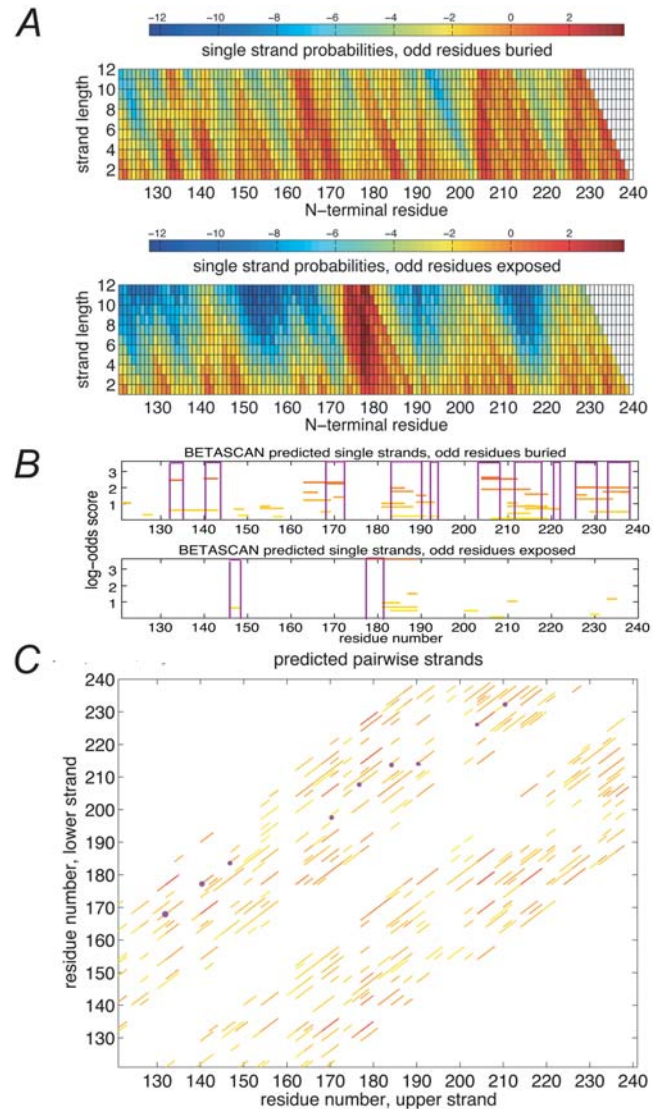 A
−12 −10 −8 −6 −4 −2 0 2
single strand probabilities, odd residues buried
strand length
12
10
8
6
4
2
130 140 150 160 170 180 190 200 210 220 230 240
N-terminal residue
−12 −10 −8 −6 −4 −2 0 2
single strand probabilities, odd residues exposed
strand length
12
10
8
6
4
2
130 140 150 160 170 180 190 200 210 220 230 240
N-terminal residue
B
BETASCAN predicted single strands, odd residues buried
log-odds score
3
2
1
130 140 150 160 170 180 190 200 210 220 230 240
BETASCAN predicted single strands, odd residues exposed
3
2
1
130 140 150 160 170 180 190 200 210 220 230 240
residue number
C
predicted pairwise strands
residue number, lower strand
240
230
220
210
200
190
180
170
160
150
140
130
130 140 150 160 170 180 190 200 210 220 230 240
residue number, upper strand